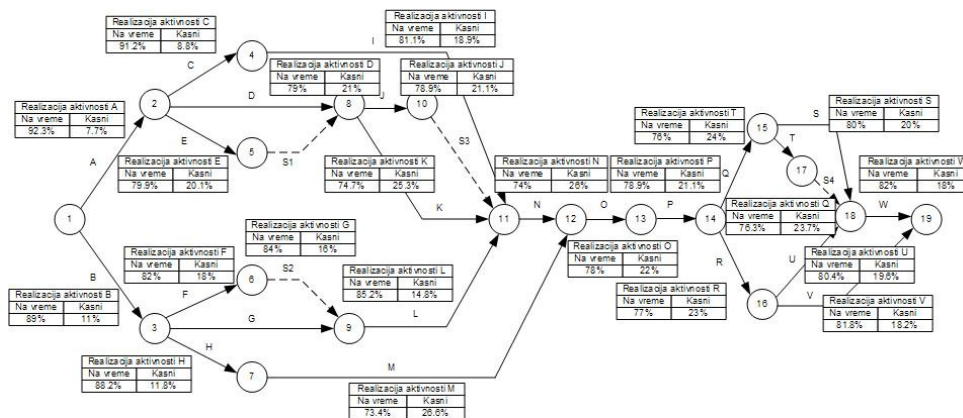 Realizacija aktivnosti C
Na vreme Kasni
91.2% 8.8%
Realizacija aktivnosti I
Na vreme Kasni
81.1% 18.9%
Realizacija aktivnosti D
Na vreme Kasni
79% 21%
Realizacija aktivnosti J
Na vreme Kasni
78.9% 21.1%
Realizacija aktivnosti A
Na vreme Kasni
92.3% 7.7%
Realizacija aktivnosti E
Na vreme Kasni
79.9% 20.1%
Realizacija aktivnosti K
Na vreme Kasni
74.7% 25.3%
Realizacija aktivnosti N
Na vreme Kasni
74% 26%
Realizacija aktivnosti P
Na vreme Kasni
78.9% 21.1%
Realizacija aktivnosti T
Na vreme Kasni
76% 24%
Realizacija aktivnosti S
Na vreme Kasni
80% 20%
Realizacija aktivnosti W
Na vreme Kasni
82% 18%
Realizacija aktivnosti Q
Na vreme Kasni
76.3% 23.7%
Realizacija aktivnosti G
Na vreme Kasni
84% 16%
Realizacija aktivnosti F
Na vreme Kasni
82% 18%
Realizacija aktivnosti L
Na vreme Kasni
85.2% 14.8%
Realizacija aktivnosti O
Na vreme Kasni
78% 22%
Realizacija aktivnosti U
Na vreme Kasni
80.4% 19.6%
Realizacija aktivnosti B
Na vreme Kasni
89% 11%
Realizacija aktivnosti R
Na vreme Kasni
77% 23%
Realizacija aktivnosti V
Na vreme Kasni
81.8% 18.2%
Realizacija aktivnosti H
Na vreme Kasni
88.2% 11.8%
Realizacija aktivnosti M
Na vreme Kasni
73.4% 26.6%
1
2
3
4
5
6
7
8
9
10
11
12
13
14
15
16
17
18
19
A
B
C
D
E
F
G
H
I
J
K
L
M
N
O
P
Q
R
S
T
U
V
W
S1
S2
S3
S4